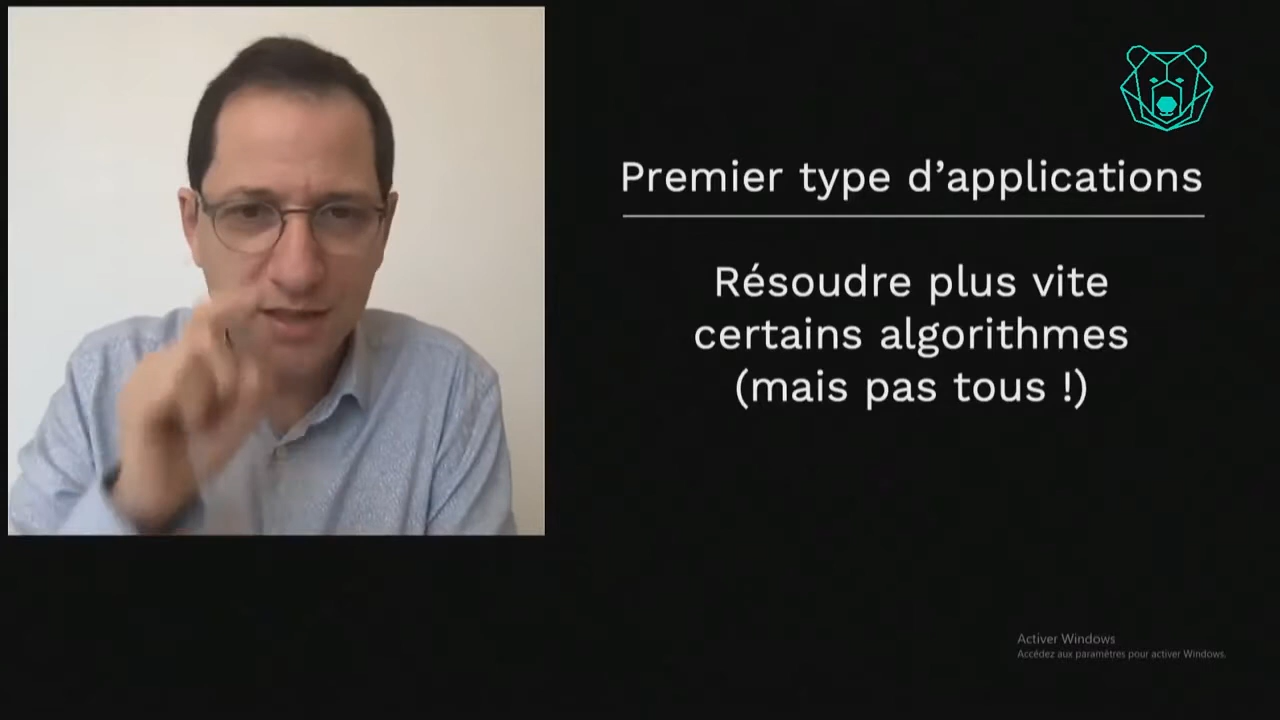 Premier type d’applications
Résoudre plus vite
certains algorithmes
(mais pas tous !)
Activer Windows
Accédez aux paramètres pour activer Windows.